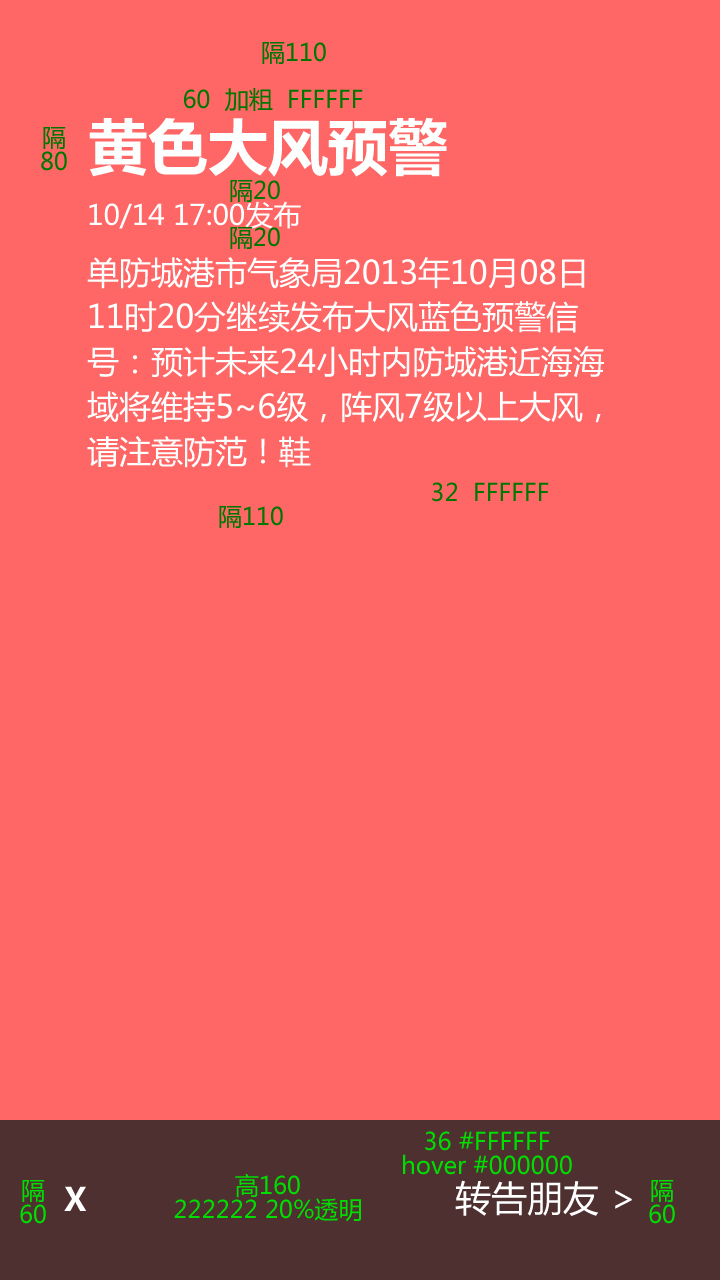 隔110
60 加粗 FFFFFF
隔
80
黄色大风预警
隔20
10/14 17:00发布
隔20
单防城港市气象局2013年10月08日
11时20分继续发布大风蓝色预警信
号：预计未来24小时内防城港近海海
域将维持5~6级，阵风7级以上大风，
请注意防范！鞋
32 FFFFFF
隔110
36 #FFFFFF
hover #000000
隔
60
X
高160
222222 20%透明
转告朋友 >
隔
60